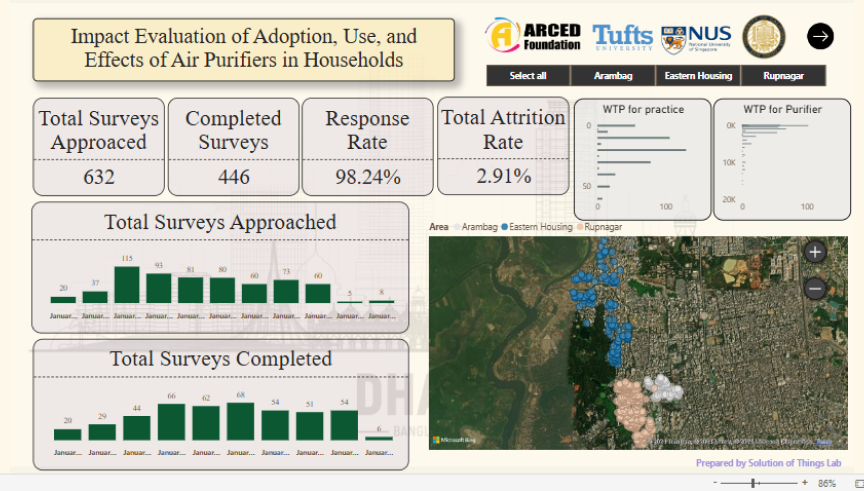 Impact Evaluation of Adoption, Use, and
Effects of Air Purifiers in Households
ARCED
Foundation
Tufts
UNIVERSITY
NUS
National University
of Singapore
Select all
Arambag
Eastern Housing
Rupnagar
Total Surveys
Approaced
632
Completed
Surveys
446
Response
Rate
98.24%
Total Attrition
Rate
2.91%
WTP for practice
0
50
0
100
WTP for Purifier
0K
10K
20K
0
100
Total Surveys Approached
20
37
115
93
81
80
60
73
60
5
8
Januar... Januar... Januar... Januar... Januar... Januar... Januar... Januar... Januar... Januar... Januar...
Area Arambag Eastern Housing Rupnagar
+
−
Microsoft Bing
Total Surveys Completed
20
29
44
66
62
68
54
51
54
6
Januar... Januar... Januar... Januar... Januar... Januar... Januar... Januar... Januar... Januar...
DHA
BANG
Prepared by Solution of Things Lab
- + 86%